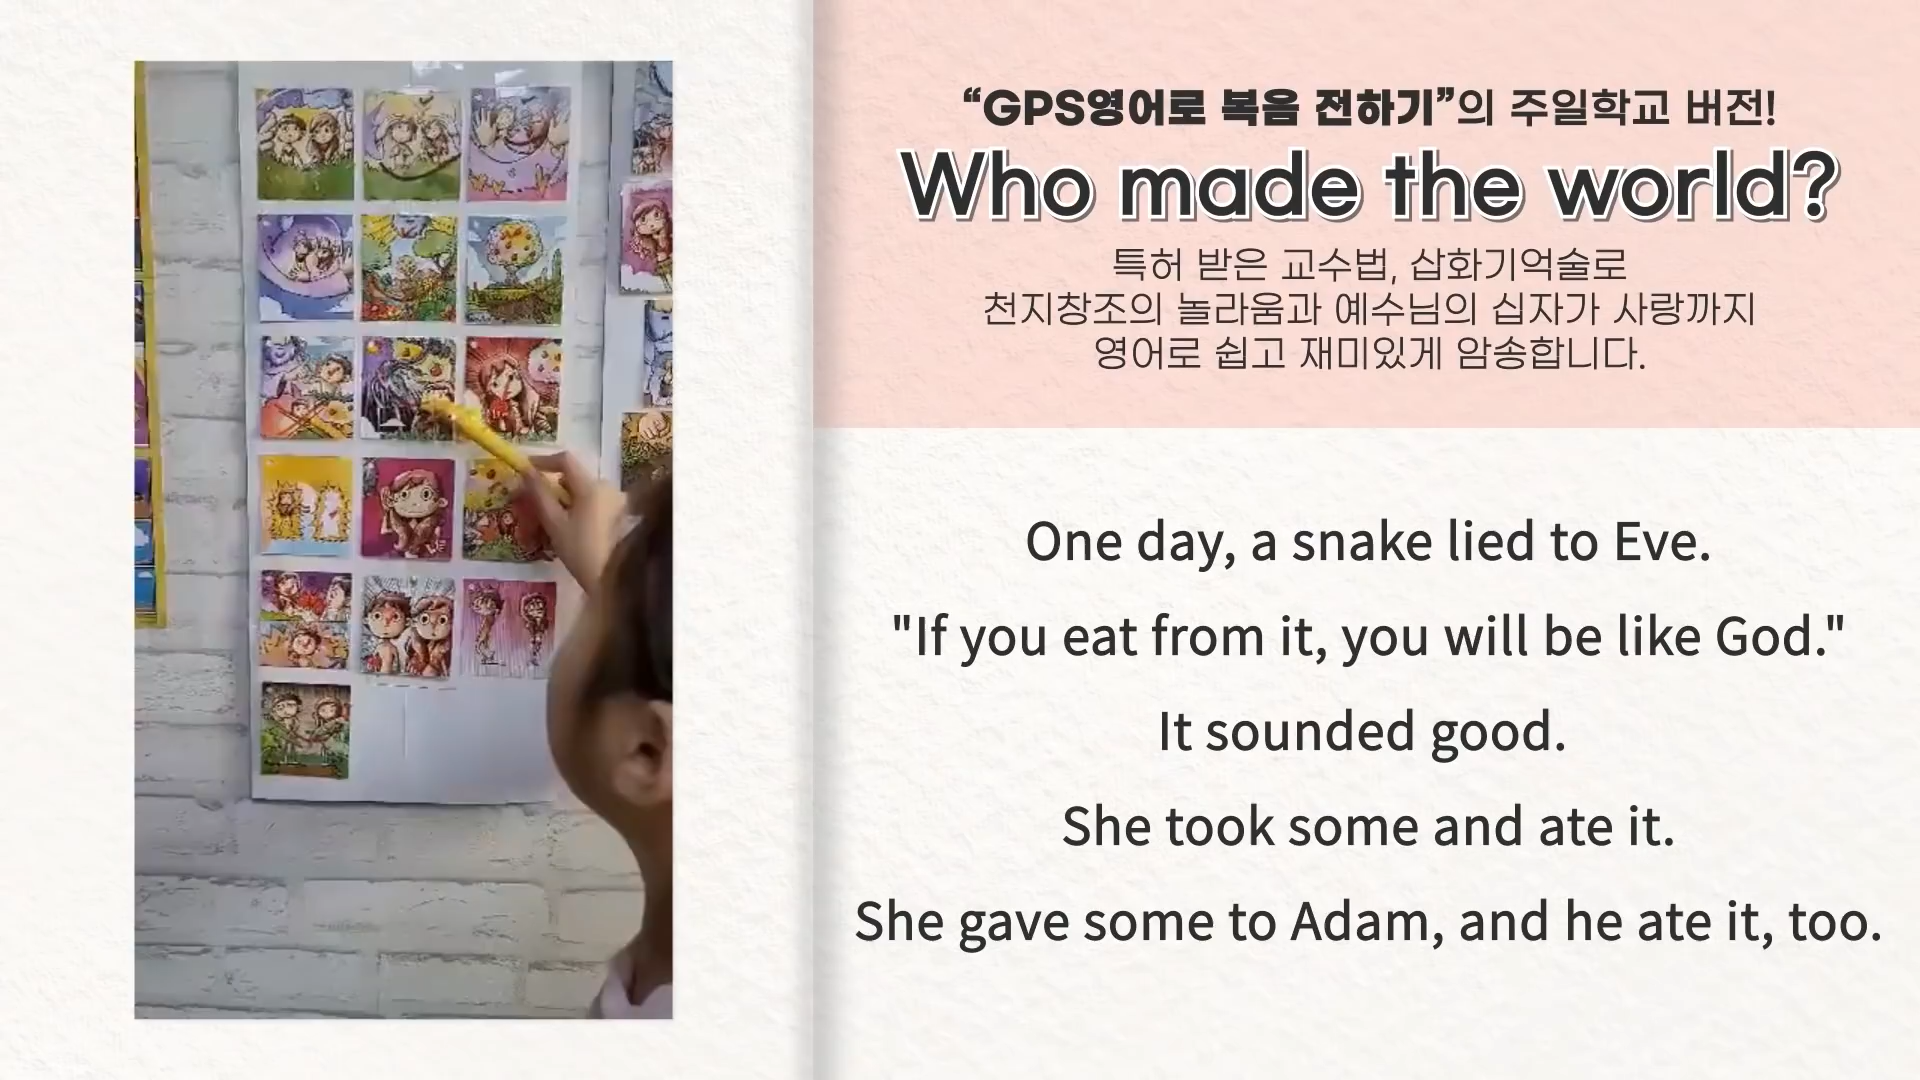 “GPS영어로 복음 전하기”의 주일학교 버전!
Who made the world?
특허 받은 교수법, 삽화기억술로
천지창조의 놀라움과 예수님의 십자가 사랑까지
영어로 쉽고 재미있게 암송합니다.
One day, a snake lied to Eve.
"If you eat from it, you will be like God."
It sounded good.
She took some and ate it.
She gave some to Adam, and he ate it, too.